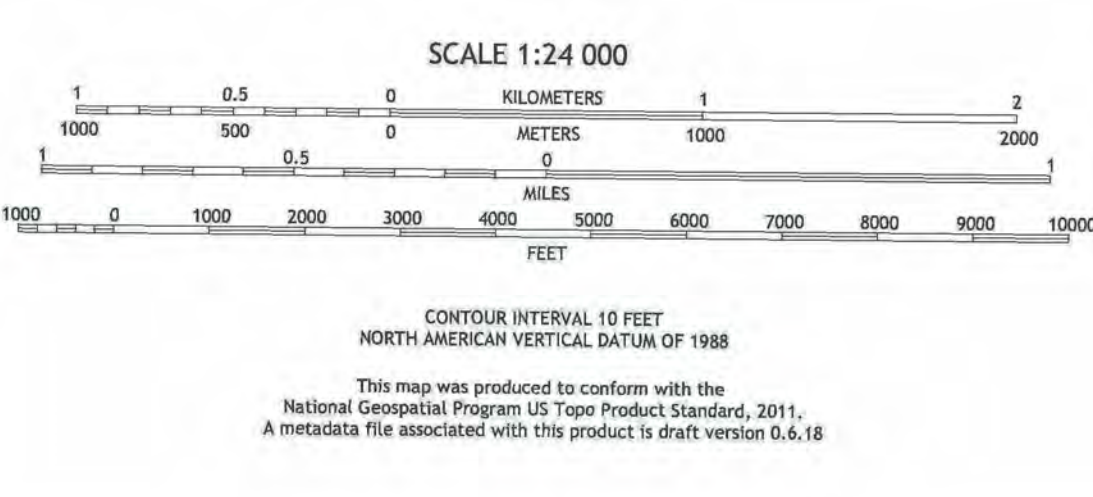 SCALE 1:24 000
1 0.5 0 KILOMETERS 1 2
1000 500 0 METERS 1000 2000
1 0.5 0 1
MILES
1000 0 1000 2000 3000 4000 5000 6000 7000 8000 9000 10000
FEET
CONTOUR INTERVAL 10 FEET
NORTH AMERICAN VERTICAL DATUM OF 1988
This map was produced to conform with the
National Geospatial Program US Topo Product Standard, 2011.
A metadata file associated with this product is draft version 0.6.18